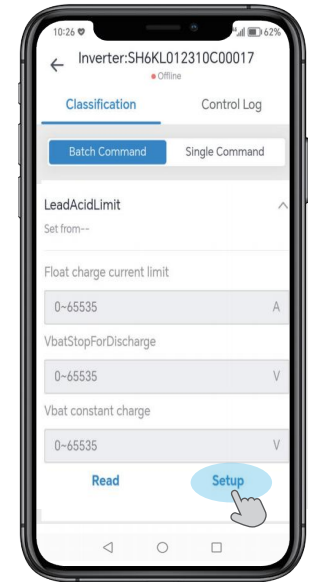 10:26 62%
Inverter:SH6KL012310C00017
Offline
Classification Control Log
Batch Command Single Command
LeadAcidLimit
Set from--
Float charge current limit
0~65535 A
VbatStopForDischarge
0~65535 V
Vbat constant charge
0~65535 V
Read Setup